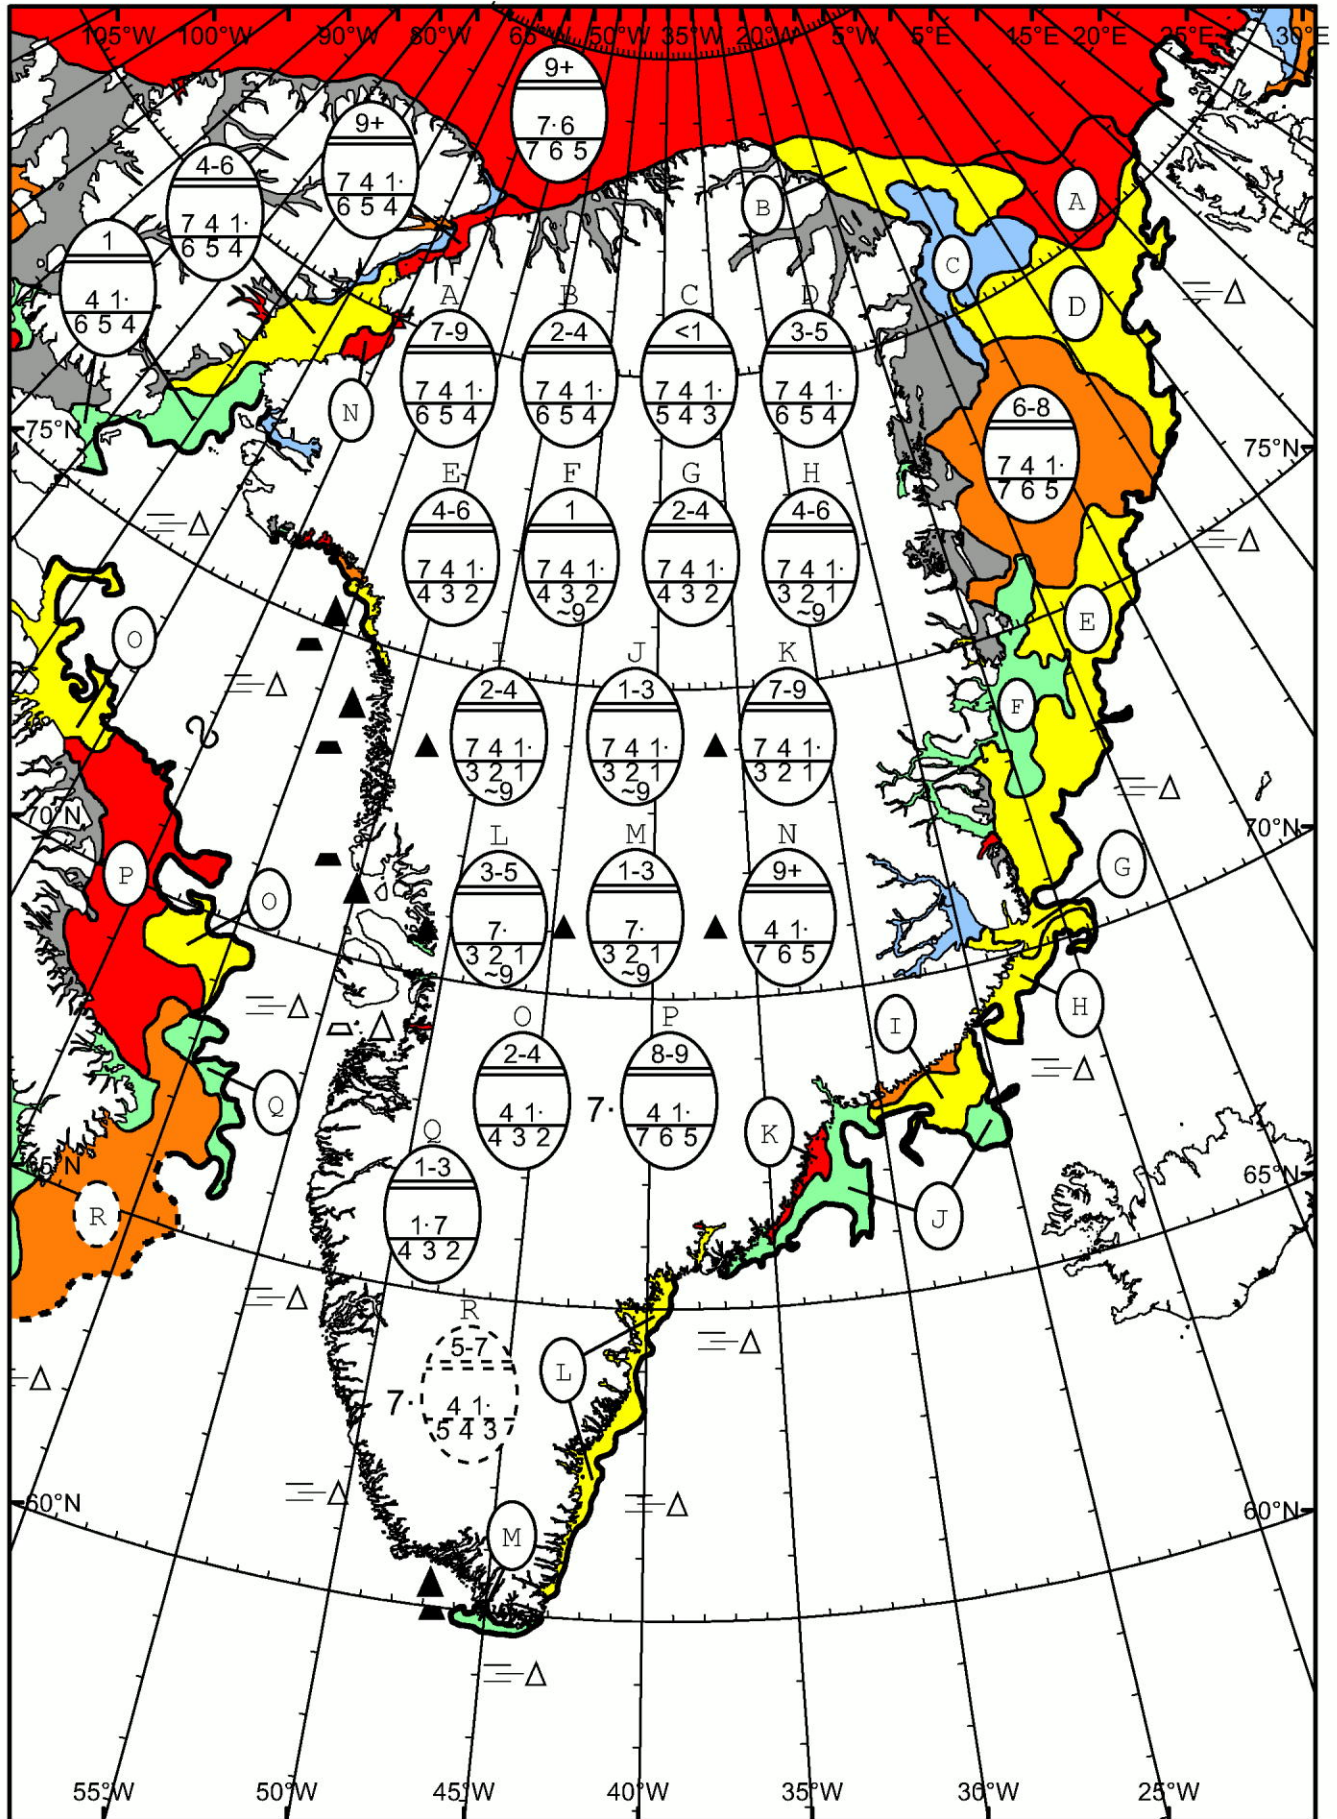 105°W 100°W 90°W 80°W 65°W 50°W 35°W 20°W 5°W 5°E 15°E 20°E 25°E 30°E
9+
7· 6
7 6 5
9+
7 4 1·
6 5 4
4-6
7 4 1·
6 5 4
1
4 1·
6 5 4
B
A
C
D
N
A B C D
7-9 2-4 <1 3-5
7 4 1· 7 4 1· 7 4 1· 7 4 1·
6 5 4 6 5 4 5 4 3 6 5 4
6-8
7 4 1·
7 6 5
75°N 75°N
E F G H
4-6 1 2-4 4-6
7 4 1· 7 4 1· 7 4 1· 7 4 1·
4 3 2 4 3 2 4 3 2 3 2 1
~9 ~9
E
O
F
I J K
2-4 1-3 7-9
7 4 1· 7 4 1· 7 4 1·
3 2 1 3 2 1 3 2 1
~9 ~9
70°N 70°N
L M N
3-5 1-3 9+
7· 7· 4 1·
3 2 1 3 2 1 7 6 5
~9 ~9
P
O
G
H
I
O P
2-4 8-9
4 1· 7· 4 1·
4 3 2 7 6 5
Q
K
Q
1-3
1· 7
4 3 2
65°N 65°N
R
J
R
5-7
7· 4 1·
5 4 3
L
60°N 60°N
M
55°W 50°W 45°W 40°W 35°W 30°W 25°W